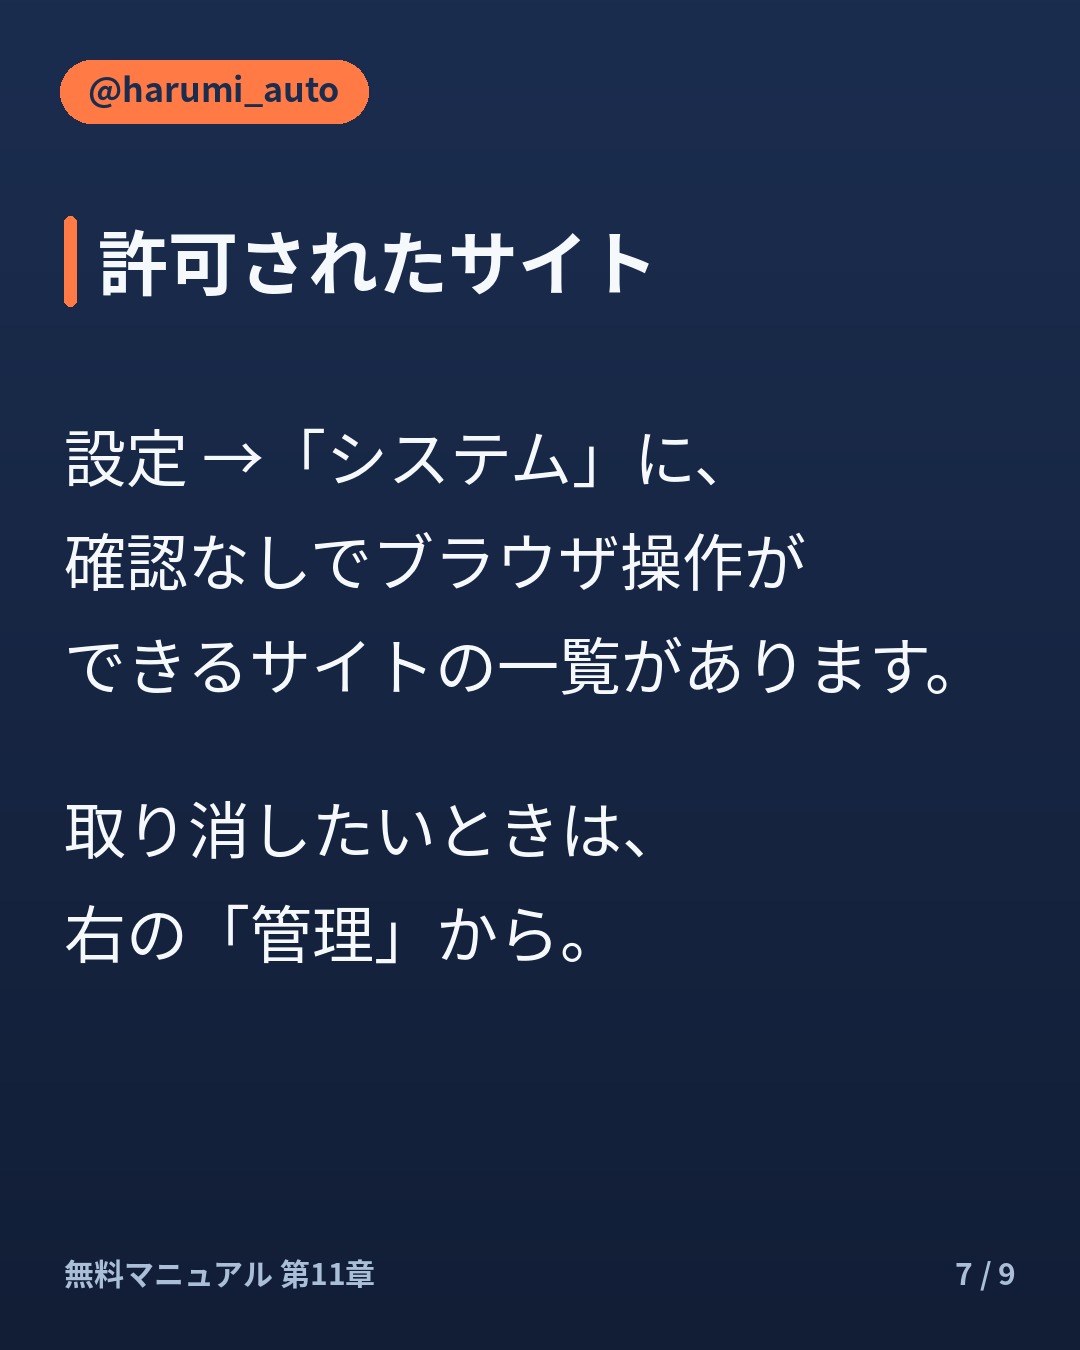 @harumi_auto
許可されたサイト
設定 →「システム」に、
確認なしでブラウザ操作が
できるサイトの一覧があります。
取り消したいときは、
右の「管理」から。
無料マニュアル 第11章
7 / 9